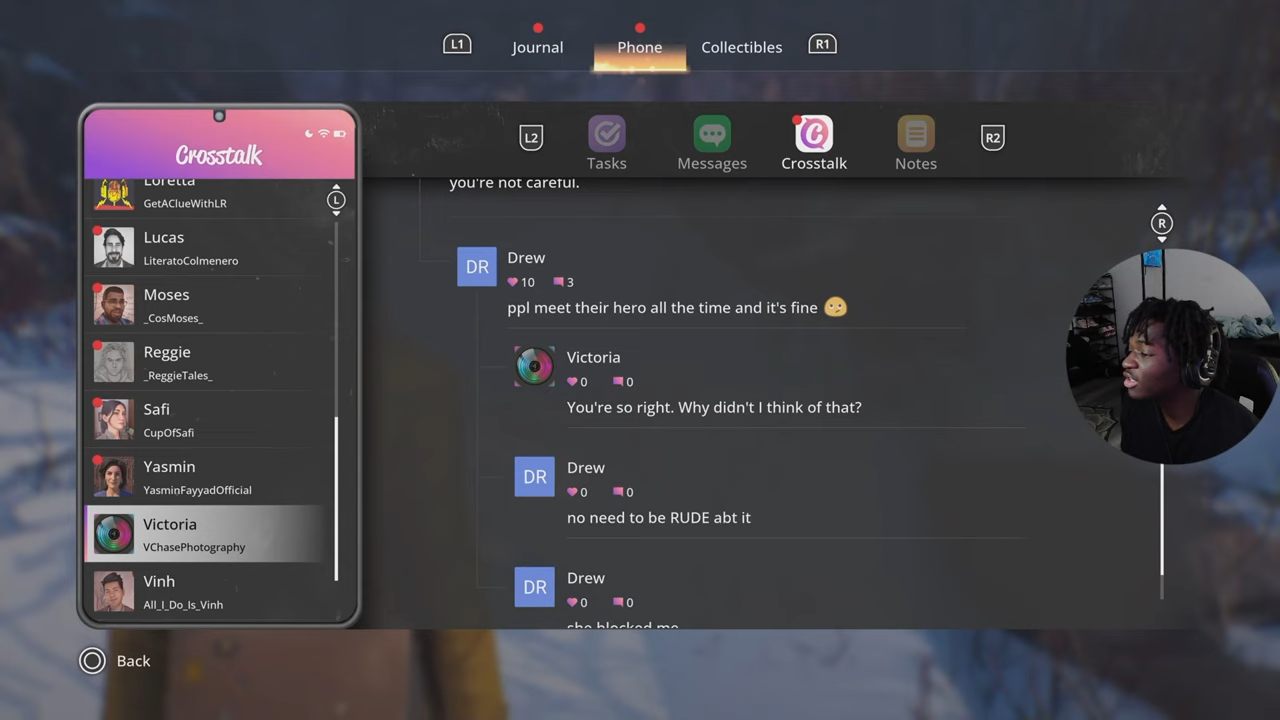 L1
Journal
Phone
Collectibles
R1
L2
Tasks
Messages
Crosstalk
Notes
R2
Crosstalk
L
Loretta
GetAClueWithLR
Lucas
LiteratoColmenero
Moses
_CosMoses_
Reggie
_ReggieTales_
Safi
CupOfSafi
Yasmin
YasminFayyadOfficial
Victoria
VChasePhotography
Vinh
All_I_Do_Is_Vinh
you're not careful.
R
DR
Drew
10 3
ppl meet their hero all the time and it's fine
Victoria
0 0
You're so right. Why didn't I think of that?
DR
Drew
0 0
no need to be RUDE abt it
DR
Drew
0 0
she blocked me
Back